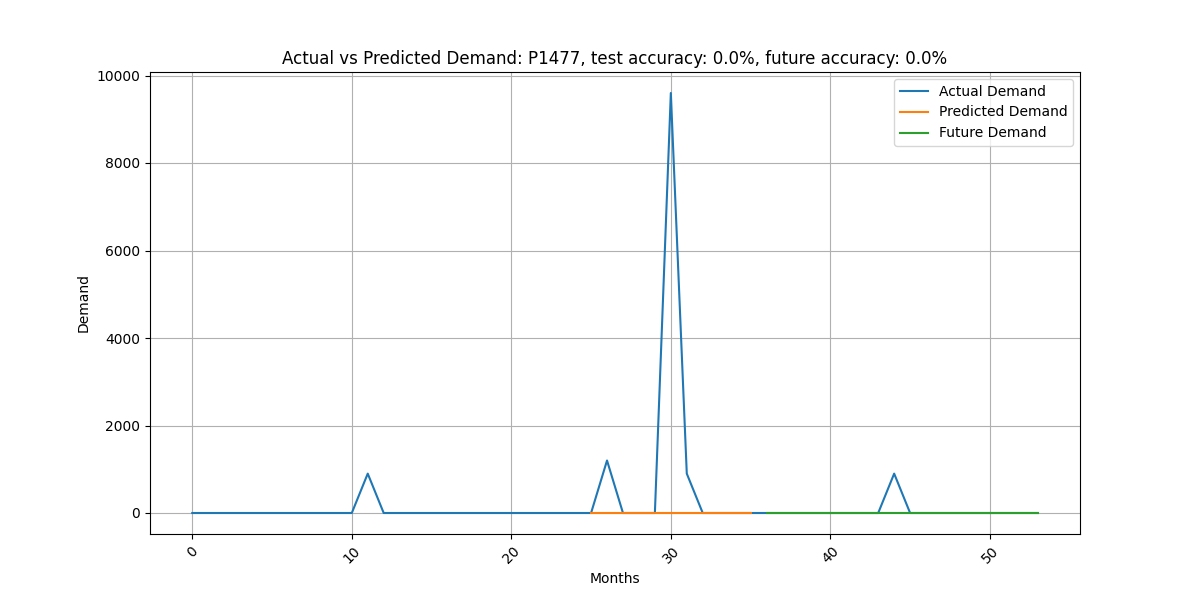 Actual vs Predicted Demand: P1477, test accuracy: 0.0%, future accuracy: 0.0%
10000
8000
6000
4000
2000
0
Demand
Actual Demand
Predicted Demand
Future Demand
0
10
20
30
40
50
Months